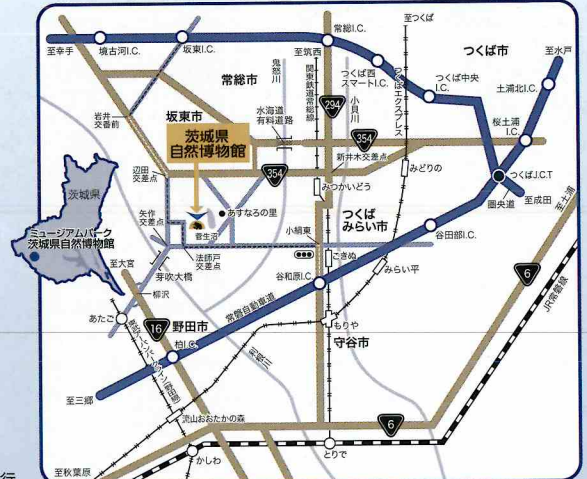 至つくば
常総I.C.
境古河I.C.
坂東I.C.
至幸手
至筑西
つくば市
至水戸
鬼怒川
関東鉄道常総線
つくば西
スマートI.C.
つくばエクスプレス
つくば中央
I.C.
土浦北I.C.
常総市
294
小貝川
桜土浦
I.C.
岩井
交番前
坂東市
水海道
有料道路
354
茨城県
自然博物館
新井木交差点
辺田
交差点
354
みつかいどう
みどりの
つくばJ.C.T
圏央道
至成田
至土浦
茨城県
あすなろの里
つくば
みらい市
矢作
交差点
菅生沼
ミュージアムパーク
茨城県自然博物館
法師戸
交差点
小絹東
谷田部I.C.
至大宮
芽吹大橋
こきぬ
みらい平
谷和原I.C.
6
JR常磐線
柳沢
常磐自動車道
あたご
16
野田市
もりや
柏I.C.
守谷市
利根川
至三郷
流山おおたかの森
6
かしわ
とりで
至秋葉原
行